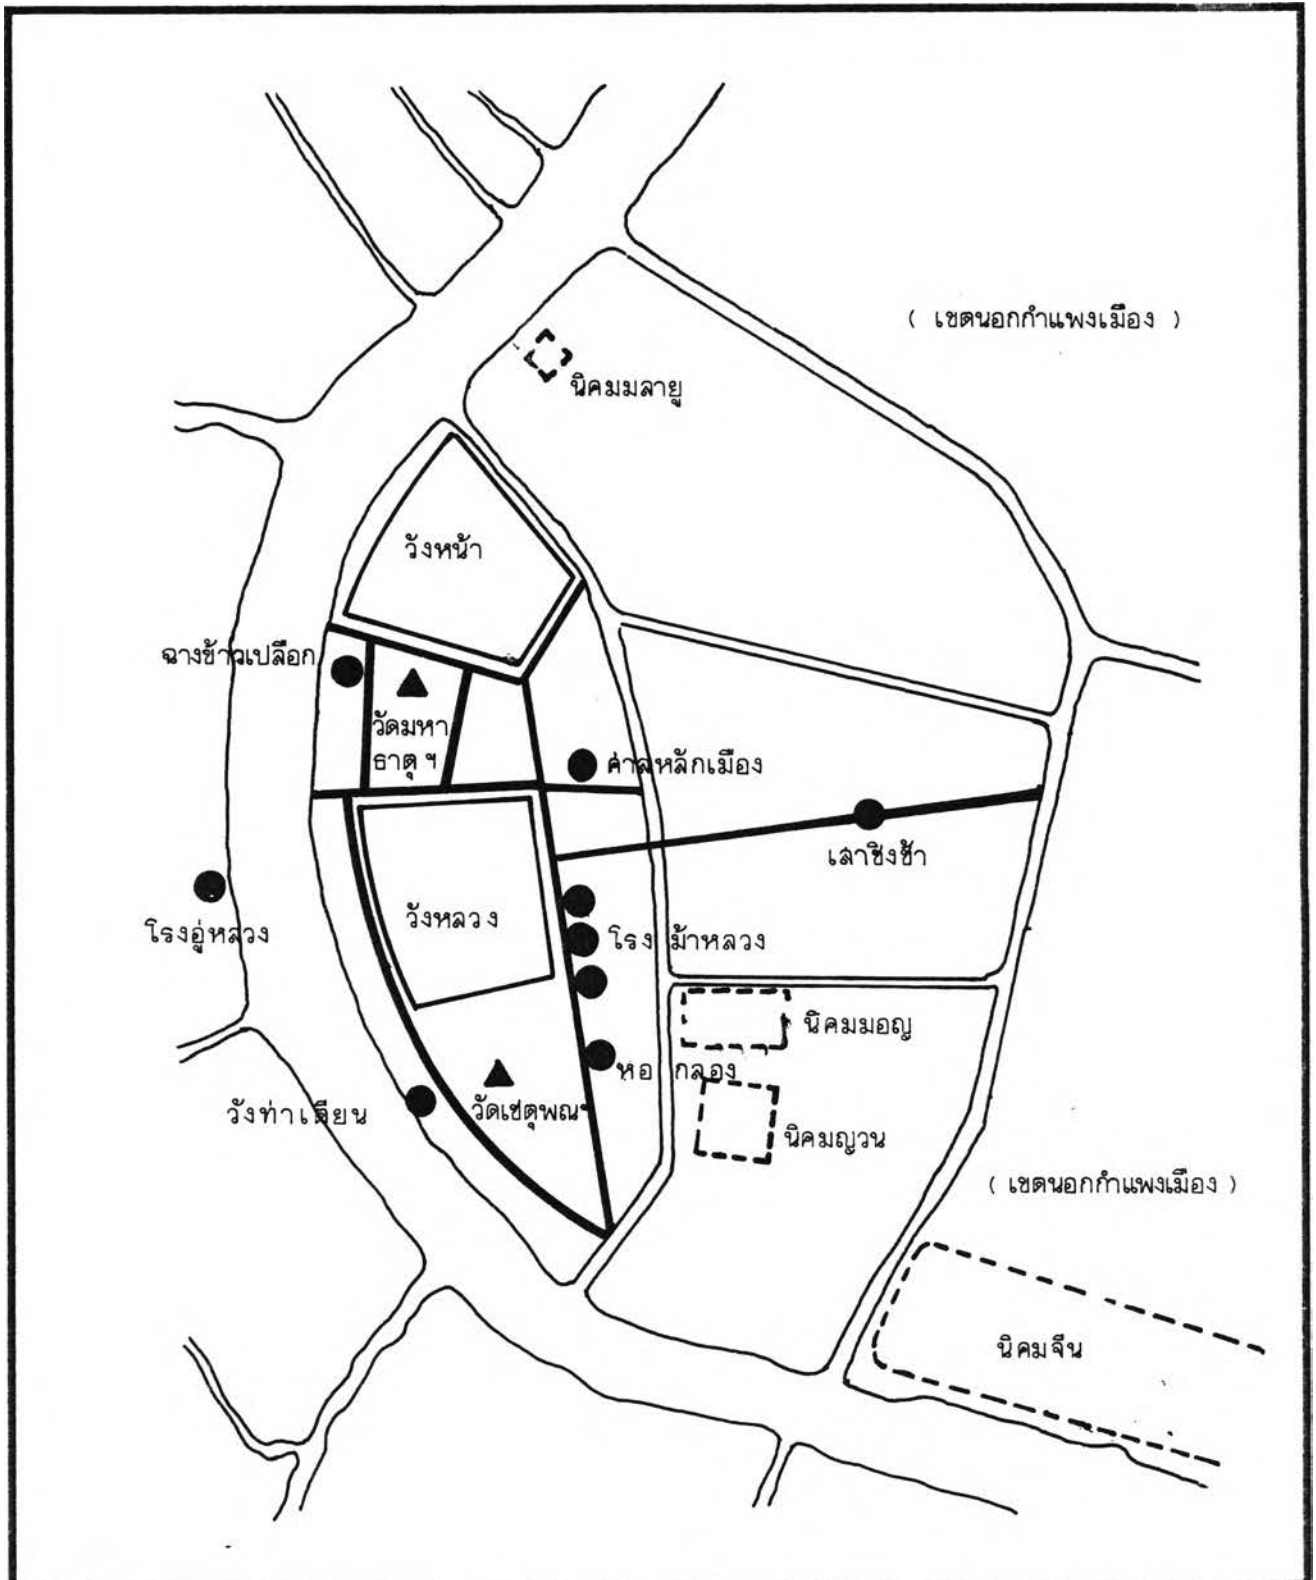 ( เขตนอกกำแพงเมือง )
นิคมมลายู
วังหน้า
ฉางข้าวเปลือก
วัดมหา
ธาตุ ฯ
ศาลหลักเมือง
เสาชิงช้า
วังหลวง
โรงอู่หลวง
โรงม้าหลวง
นิคมมอญ
หอกลอง
วังท่าเตียน
วัดเชตุพนฯ
นิคมญวน
( เขตนอกกำแพงเมือง )
นิคมจีน